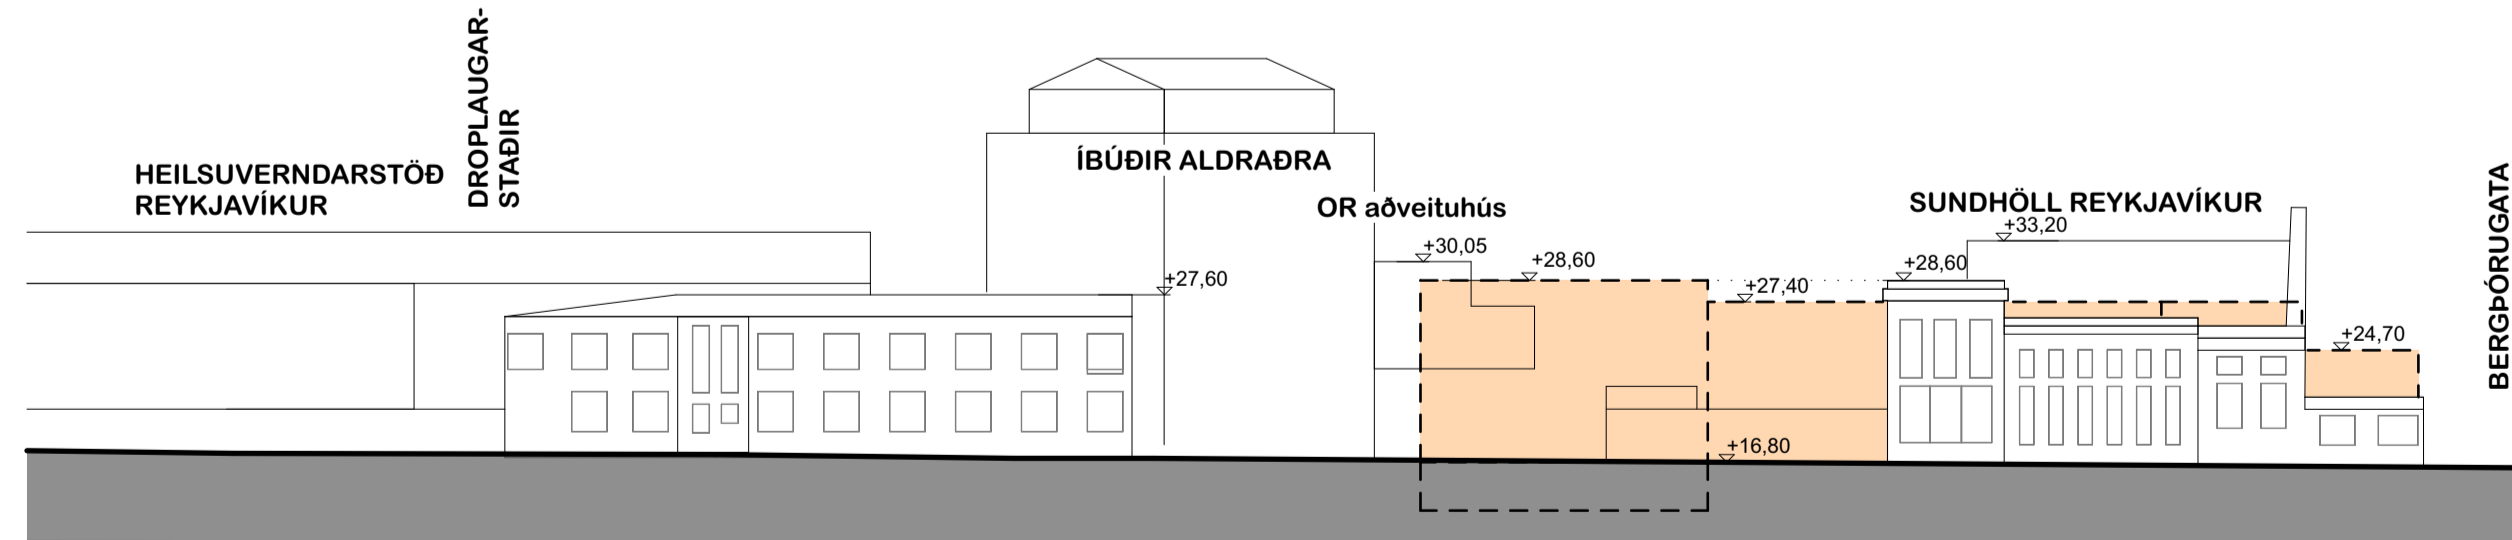 HEILSUVERNDARSTÖÐ
REYKJAVÍKUR
DROPLAUGAR-
STAÐIR
ÍBÚÐIR ALDRAÐRA
+27,60
OR aðveituhús
+30,05
+28,60
+27,40
+16,80
SUNDHÖLL REYKJAVÍKUR
+33,20
+28,60
+24,70
BERGÞÓRUGATA